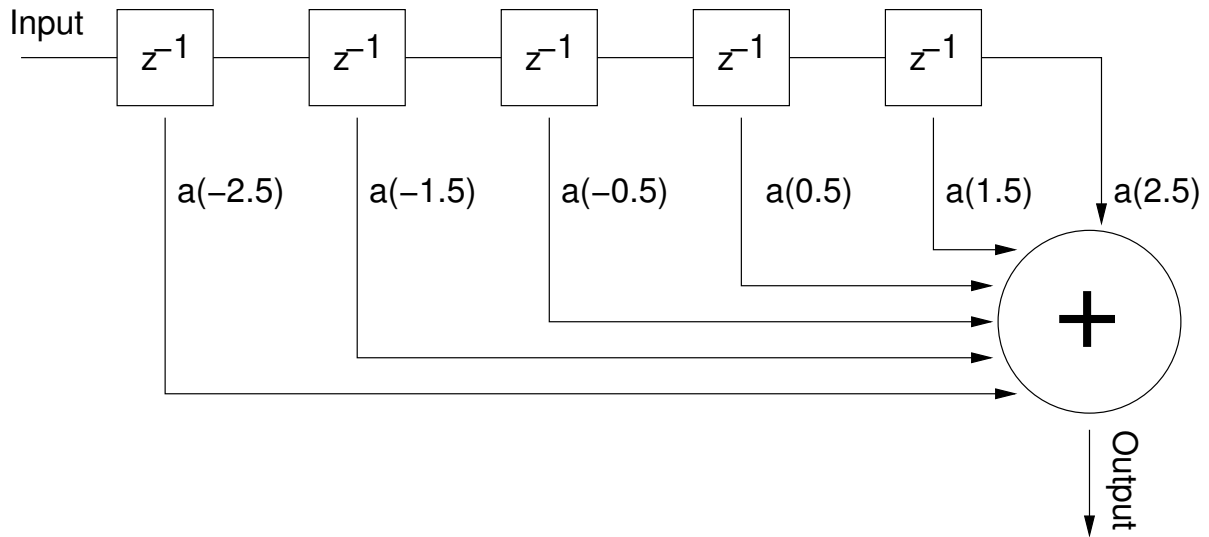 Input
z−1 z−1 z−1 z−1 z−1
a(−2.5) a(−1.5) a(−0.5) a(0.5) a(1.5) a(2.5)
+
Output